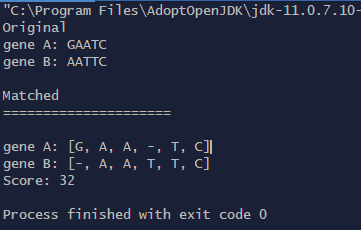 "C:\Program Files\AdoptOpenJDK\jdk-11.0.7.10-
Original
gene A: GAATC
gene B: AATTC
Matched
=====================
gene A: [G, A, A, -, T, C]
gene B: [-, A, A, T, T, C]
Score: 32
Process finished with exit code 0